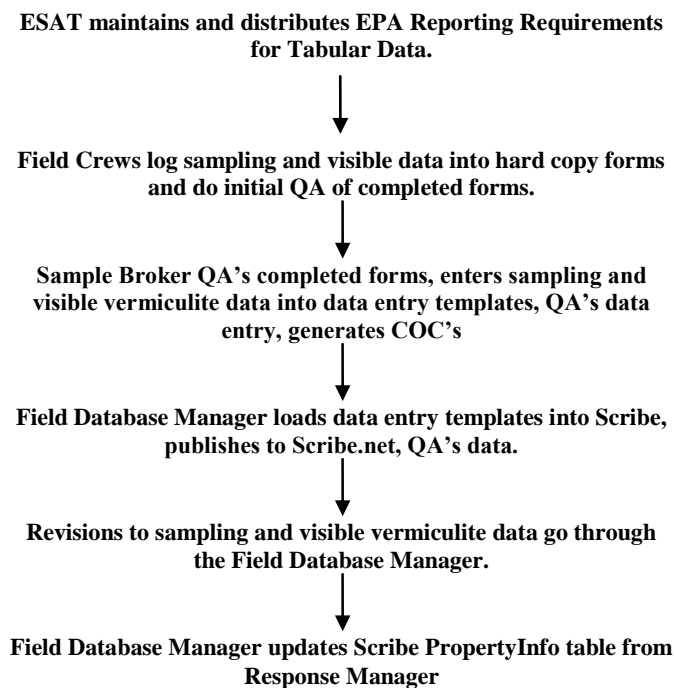 ESAT maintains and distributes EPA Reporting Requirements
for Tabular Data.
Field Crews log sampling and visible data into hard copy forms
and do initial QA of completed forms.
Sample Broker QA’s completed forms, enters sampling and
visible vermiculite data into data entry templates, QA’s data
entry, generates COC’s
Field Database Manager loads data entry templates into Scribe,
publishes to Scribe.net, QA’s data.
Revisions to sampling and visible vermiculite data go through
the Field Database Manager.
Field Database Manager updates Scribe PropertyInfo table from
Response Manager